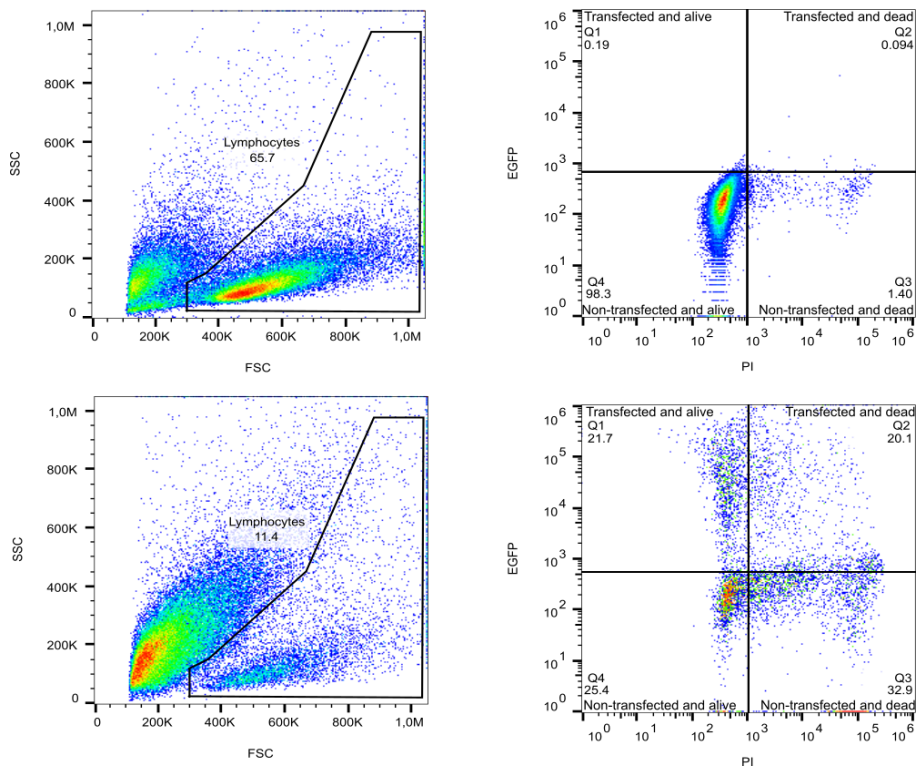 1,0M
800K
600K
400K
200K
0
SSC
Lymphocytes
65.7
0
200K
400K
600K
800K
1,0M
FSC
Transfected and alive
Transfected and dead
Q1
0.19
Q2
0.094
10^6
10^5
10^4
10^3
10^2
10^1
10^0
EGFP
Q4
98.3
Q3
1.40
Non-transfected and alive
Non-transfected and dead
10^0
10^1
10^2
10^3
10^4
10^5
10^6
PI
1,0M
800K
600K
400K
200K
0
SSC
Lymphocytes
11.4
0
200K
400K
600K
800K
1,0M
FSC
Transfected and alive
Transfected and dead
Q1
21.7
Q2
20.1
10^6
10^5
10^4
10^3
10^2
10^1
10^0
EGFP
Q4
25.4
Q3
32.9
Non-transfected and alive
Non-transfected and dead
10^0
10^1
10^2
10^3
10^4
10^5
10^6
PI